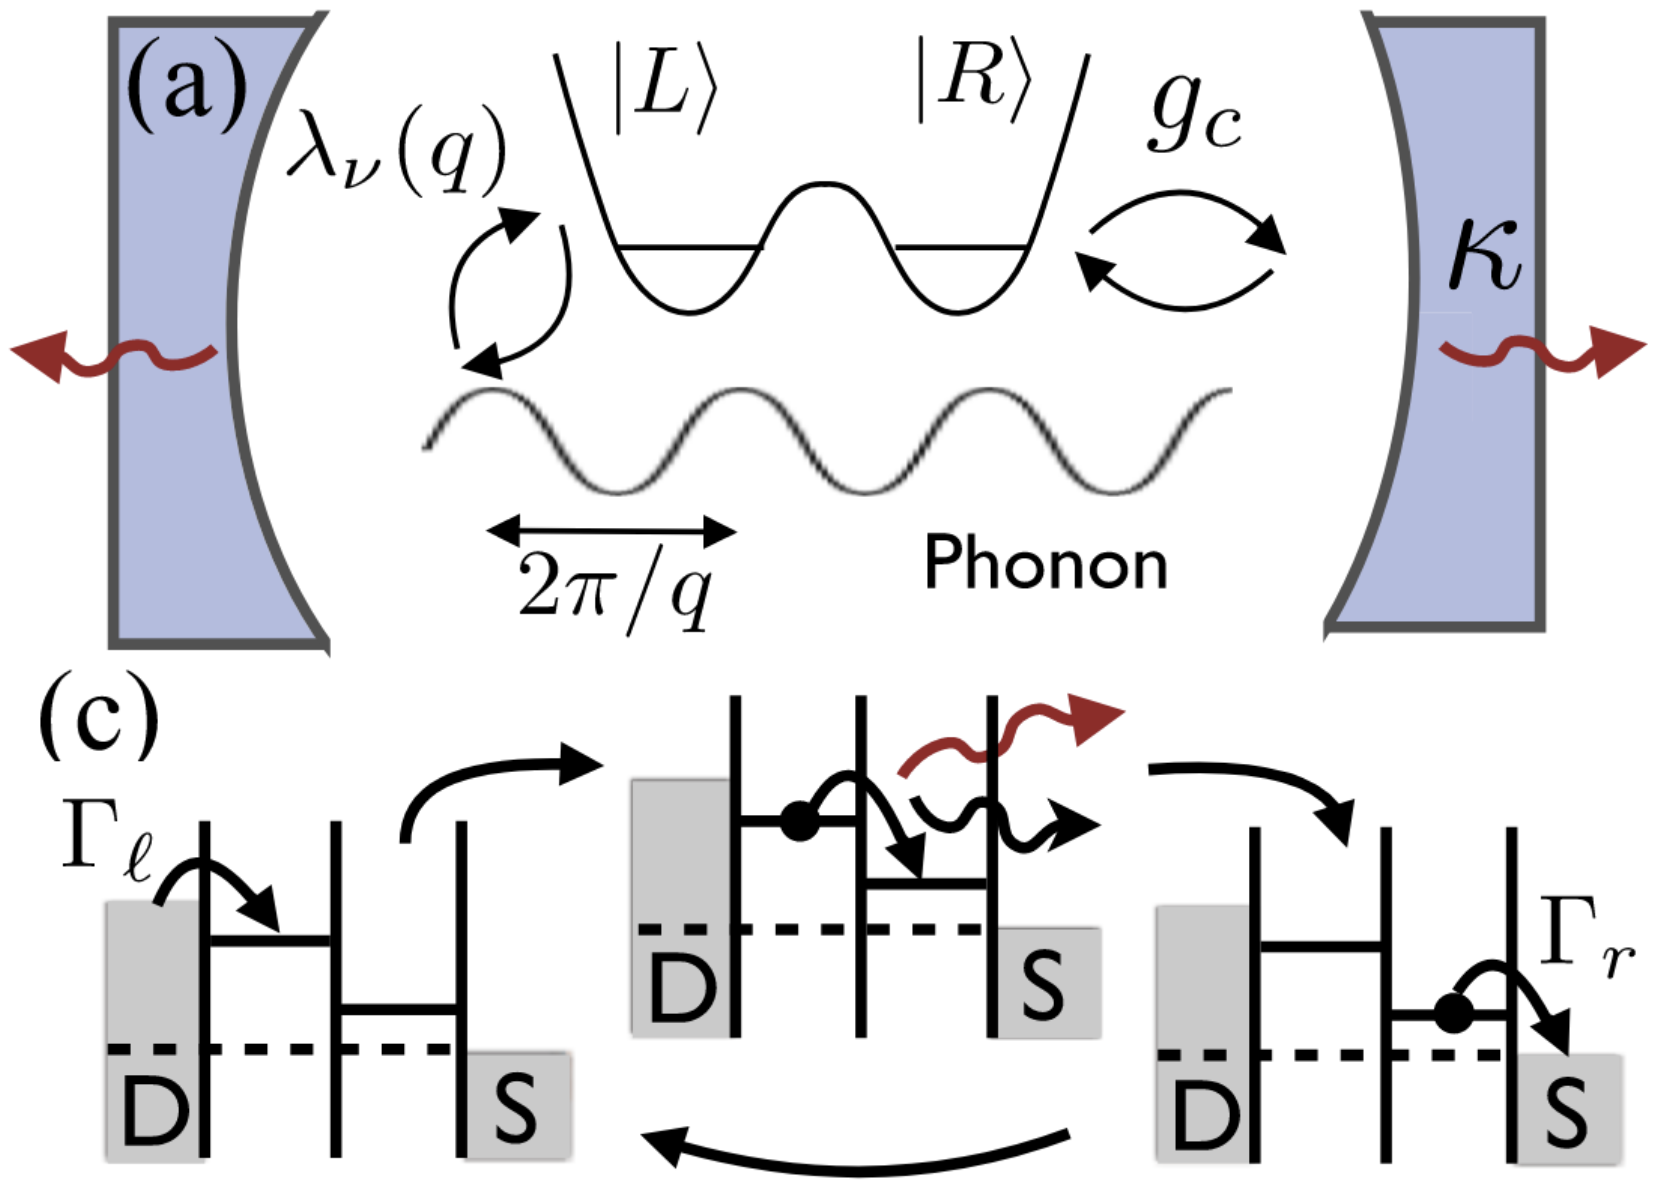 (a)
λ_ν(q)
|L⟩
|R⟩
g_c
κ
2π/q
Phonon
(c)
Γ_ℓ
D
S
D
S
Γ_r
D
S